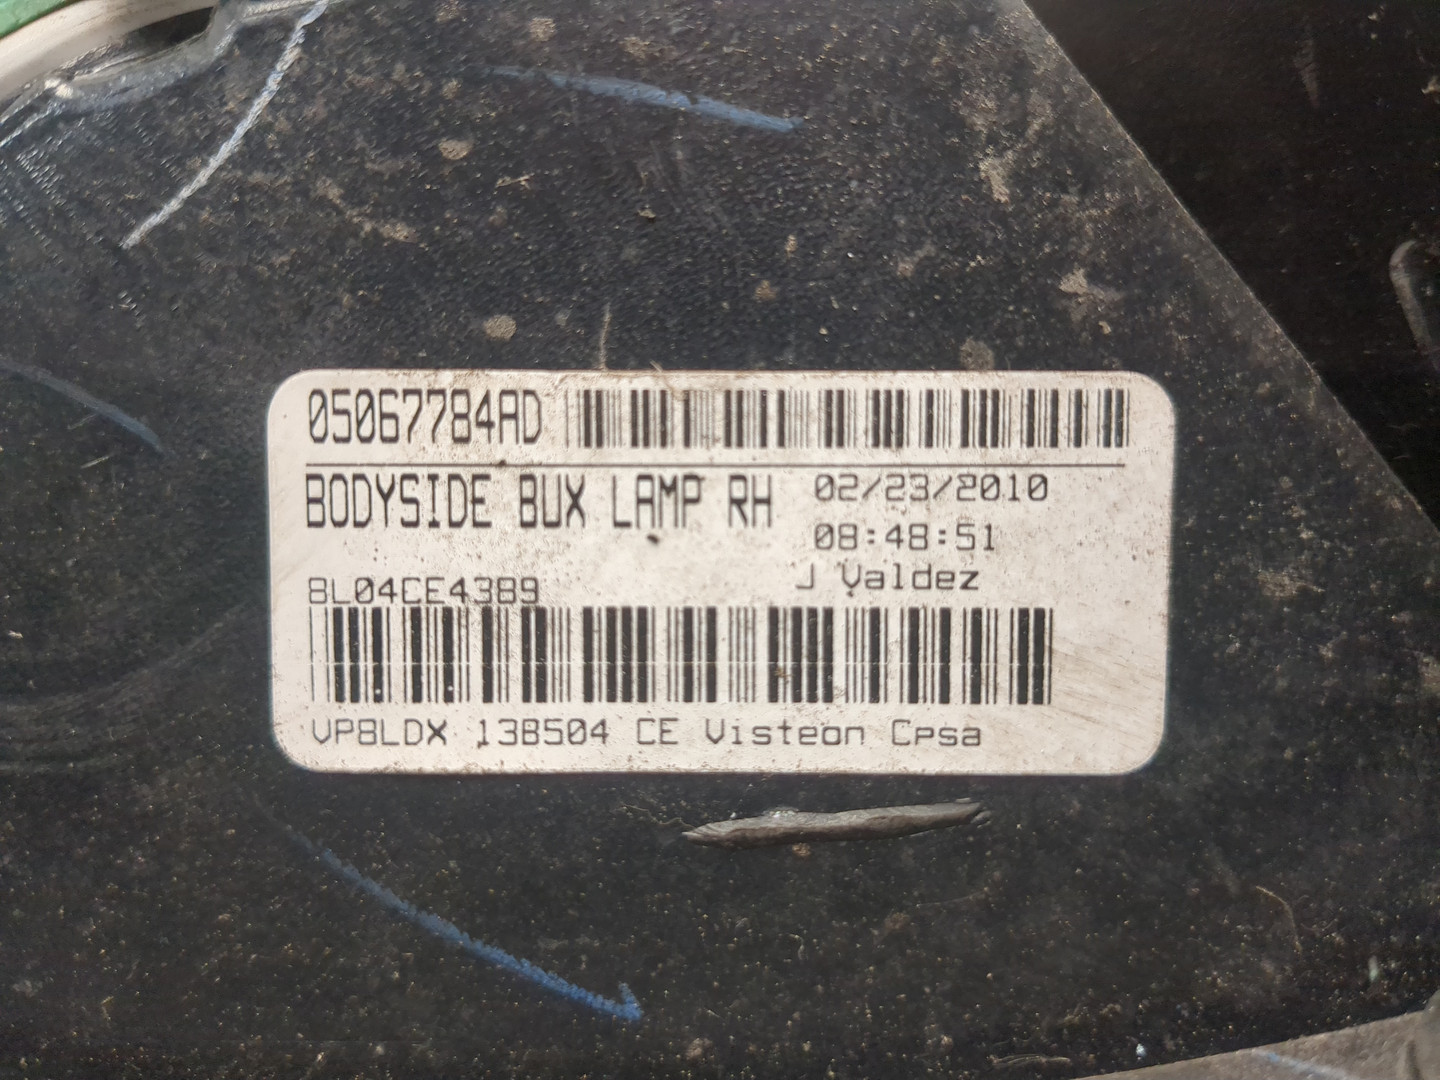 05067784AD
BODYSIDE BUX LAMP RH
02/23/2010
08:48:51
J Valdez
8L04CE4389
VP8LDX 13B504 CE Visteon Cpsa